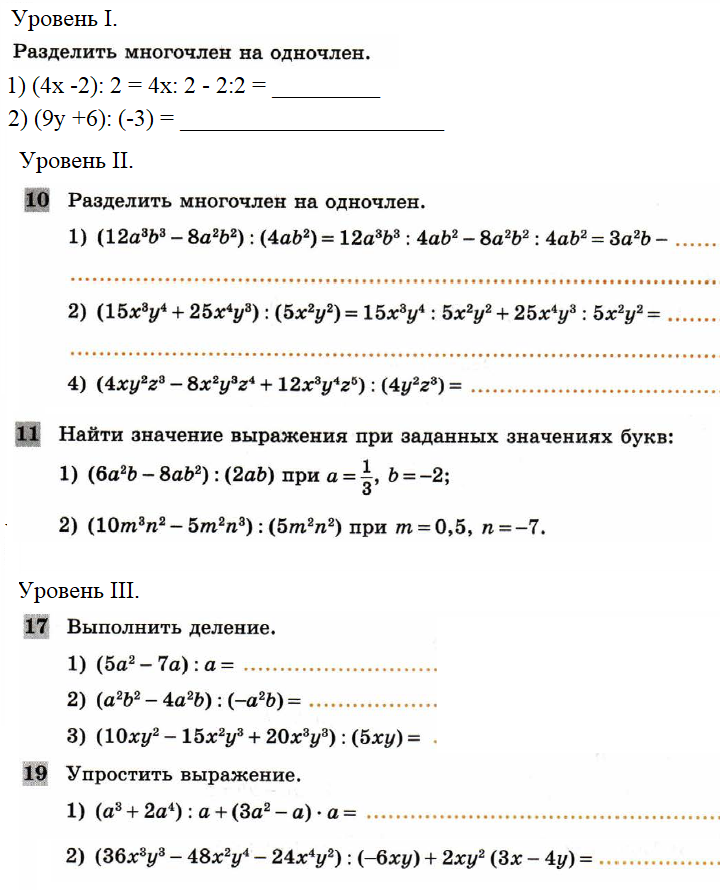 Уровень I.
Разделить многочлен на одночлен.
1) (4x -2): 2 = 4x: 2 - 2:2 = _________
2) (9y +6): (-3) = ______________________
Уровень II.
10 Разделить многочлен на одночлен.
1) (12a³b³ – 8a²b²) : (4ab²) = 12a³b³ : 4ab² – 8a²b² : 4ab² = 3a²b – ......
2) (15x³y⁴ + 25x⁴y³) : (5x²y²) = 15x³y⁴ : 5x²y² + 25x⁴y³ : 5x²y² = .......
4) (4xy²z³ – 8x²y³z⁴ + 12x³y⁴z⁵) : (4y²z³) = ..............................
11 Найти значение выражения при заданных значениях букв:
1) (6a²b – 8ab²) : (2ab) при a = 1/3, b = –2;
2) (10m³n² – 5m²n³) : (5m²n²) при m = 0,5, n = –7.
Уровень III.
17 Выполнить деление.
1) (5a² – 7a) : a = ..........................
2) (a²b² – 4a²b) : (–a²b) = .................
3) (10xy² – 15x²y³ + 20x³y³) : (5xy) = .
19 Упростить выражение.
1) (a³ + 2a⁴) : a + (3a² – a) · a = ..............................
2) (36x³y³ – 48x²y⁴ – 24x⁴y²) : (–6xy) + 2xy² (3x – 4y) = ...............